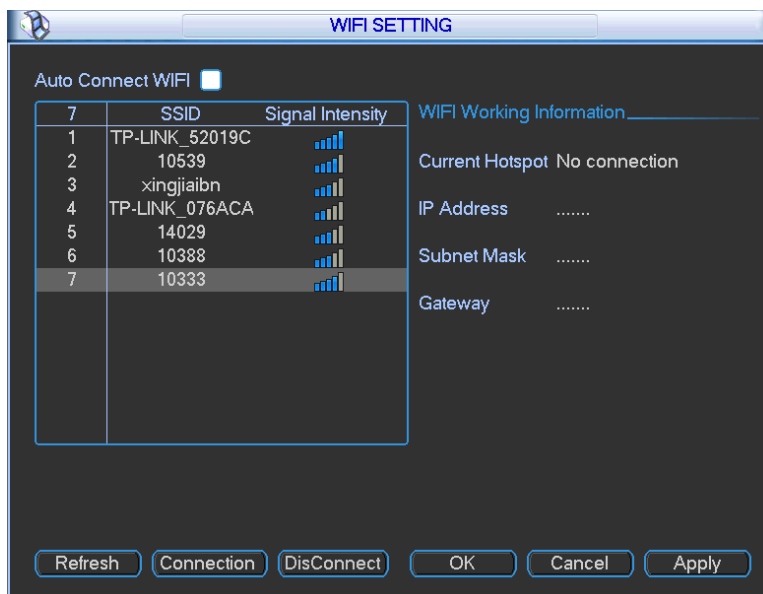 WIFI SETTING
Auto Connect WIFI
7 SSID Signal Intensity
1 TP-LINK_52019C
2 10539
3 xingjiaibn
4 TP-LINK_076ACA
5 14029
6 10388
7 10333
WIFI Working Information
Current Hotspot No connection
IP Address .......
Subnet Mask .......
Gateway .......
Refresh Connection DisConnect OK Cancel Apply